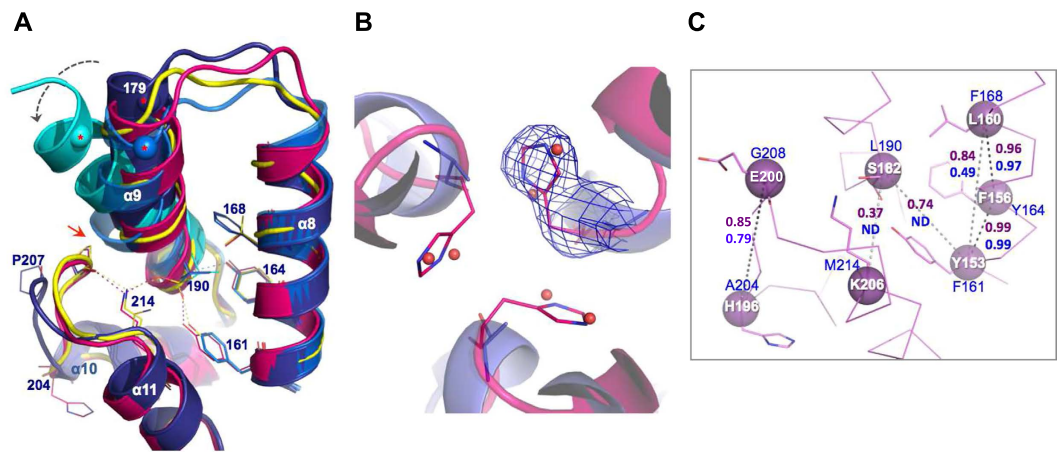 A
B
C
179
α9
168
α8
P207
190
164
214
161
204
α10
α11
F168
L160
L190
G208
E200
S182
0.84
0.49
0.96
0.97
F156
0.74
ND
Y164
0.85
0.79
0.37
ND
0.99
0.99
M214
Y153
A204
K206
F161
H196